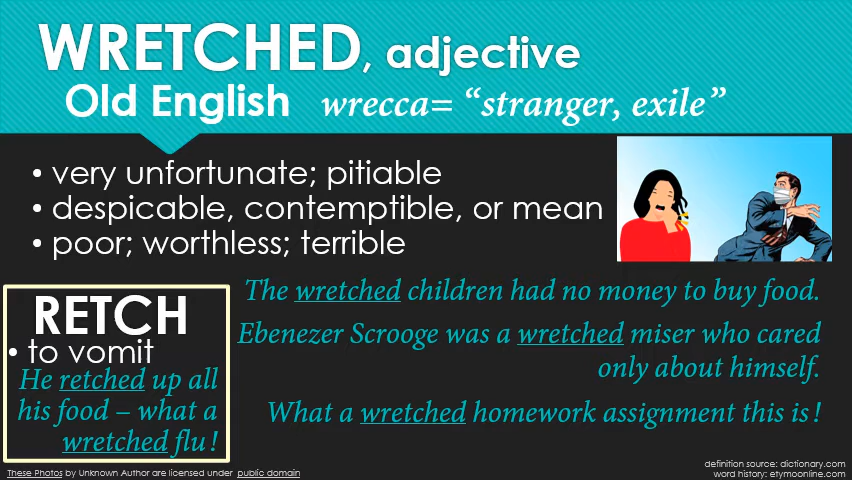 WRETCHED, adjective
Old English wrecca= “stranger, exile”
• very unfortunate; pitiable
• despicable, contemptible, or mean
• poor; worthless; terrible
RETCH
• to vomit
He retched up all
his food – what a
wretched flu!
The wretched children had no money to buy food.
Ebenezer Scrooge was a wretched miser who cared
only about himself.
What a wretched homework assignment this is!
These Photos by Unknown Author are licensed under public domain
definition source: dictionary.com
word history: etymoonline.com